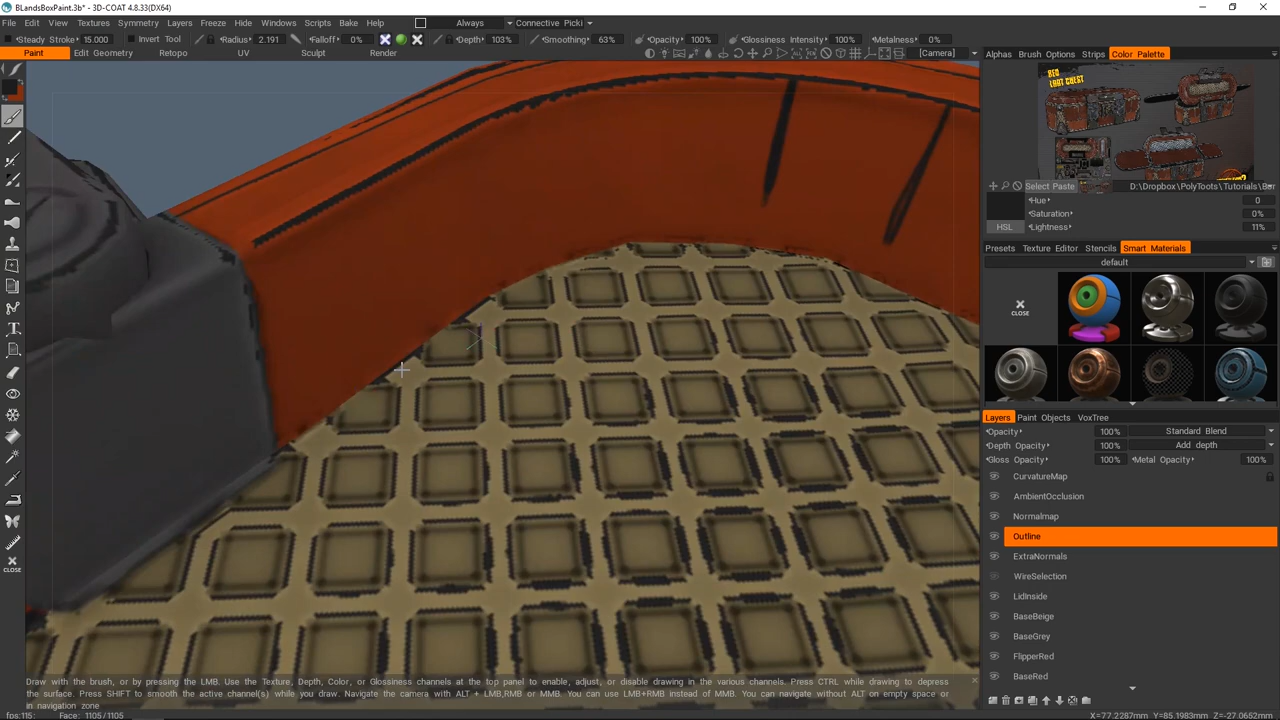 BLandsBoxPaint.3b* - 3D-COAT 4.8.33(DX64)
File Edit View Textures Symmetry Layers Freeze Hide Windows Scripts Bake Help Always Connective Picki
Steady Stroke 15.000 Invert Tool Radius 2.191 Falloff 0% Depth 103% Smoothing 63% Opacity 100% Glossiness Intensity 100% Metalness 0%
Paint Edit Geometry Retopo UV Sculpt Render [Camera]
Alphas Brush Options Strips Color Palette
RED
LOOT CHEST
Select Paste D:\Dropbox\PolyToots\Tutorials\
Hue 0
Saturation 0%
HSL Lightness 11%
Presets Texture Editor Stencils Smart Materials
default
CLOSE
Layers Paint Objects VoxTree
Opacity 100% Standard Blend
Depth Opacity 100% Add depth
Gloss Opacity 100% Metal Opacity 100%
CurvatureMap
AmbientOcclusion
Normalmap
Outline
ExtraNormals
WireSelection
LidInside
BaseBeige
BaseGrey
FlipperRed
BaseRed
CLOSE
Draw with the brush, or by pressing the LMB. Use the Texture, Depth, Color, or Glossiness channels at the top panel to enable, adjust, or disable drawing in the various channels. Press CTRL while drawing to depress
the surface. Press SHIFT to smooth the active channel(s) while you draw. Navigate the camera with ALT + LMB,RMB or MMB. You can use LMB+RMB instead of MMB. You can navigate without ALT on empty space or
in navigation zone
fps:115: Face: 1105/1105 X=77.2287mm Y=85.1983mm Z=-27.0652mm